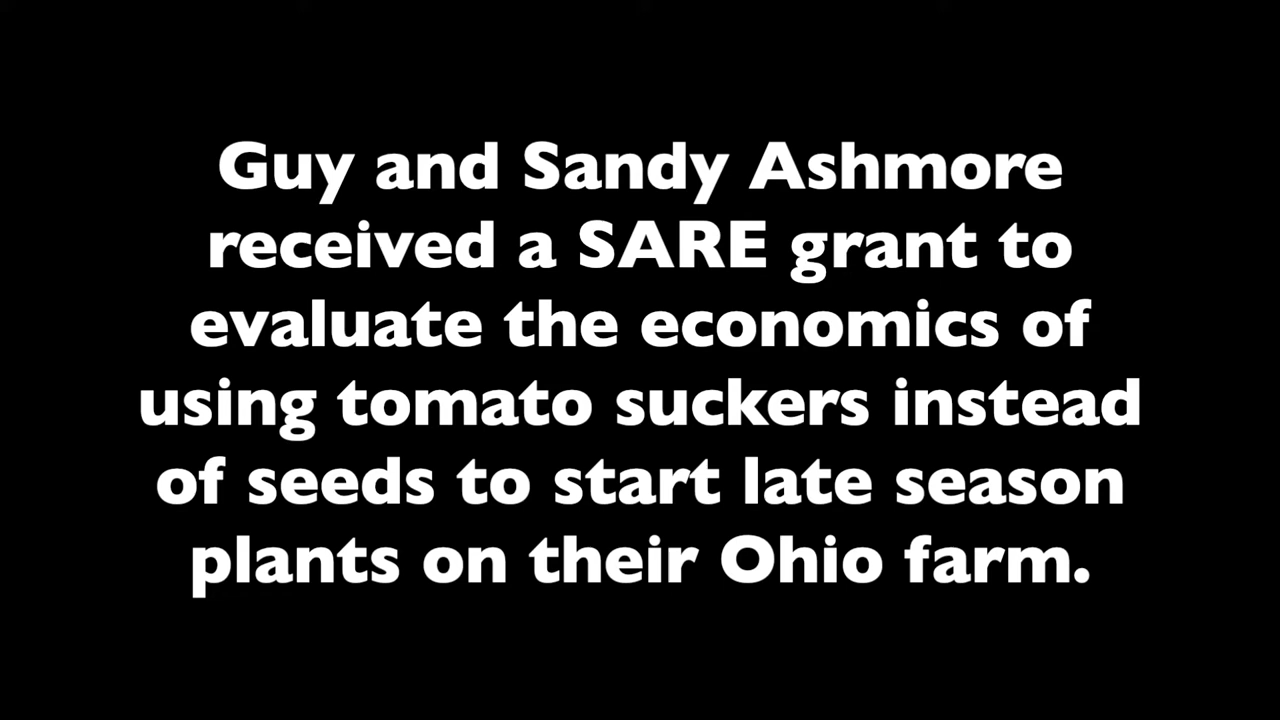 Guy and Sandy Ashmore
received a SARE grant to
evaluate the economics of
using tomato suckers instead
of seeds to start late season
plants on their Ohio farm.